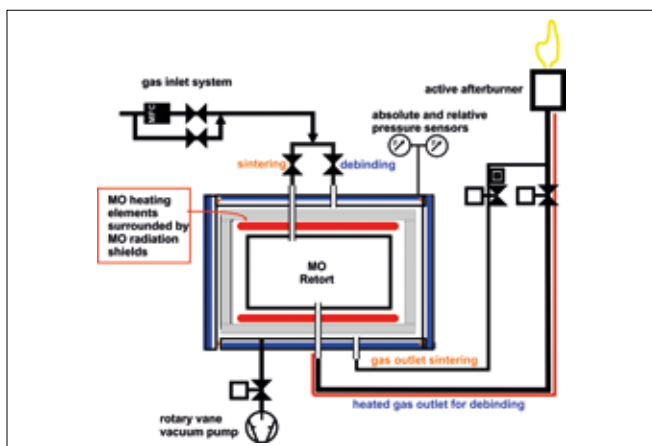 gas inlet system
MFC
active afterburner
absolute and relative
pressure sensors
sintering
debinding
MO heating
elements
surrounded by
MO radiation
shields
MO
Retort
gas outlet sintering
heated gas outlet for debinding
rotary vane
vacuum pump